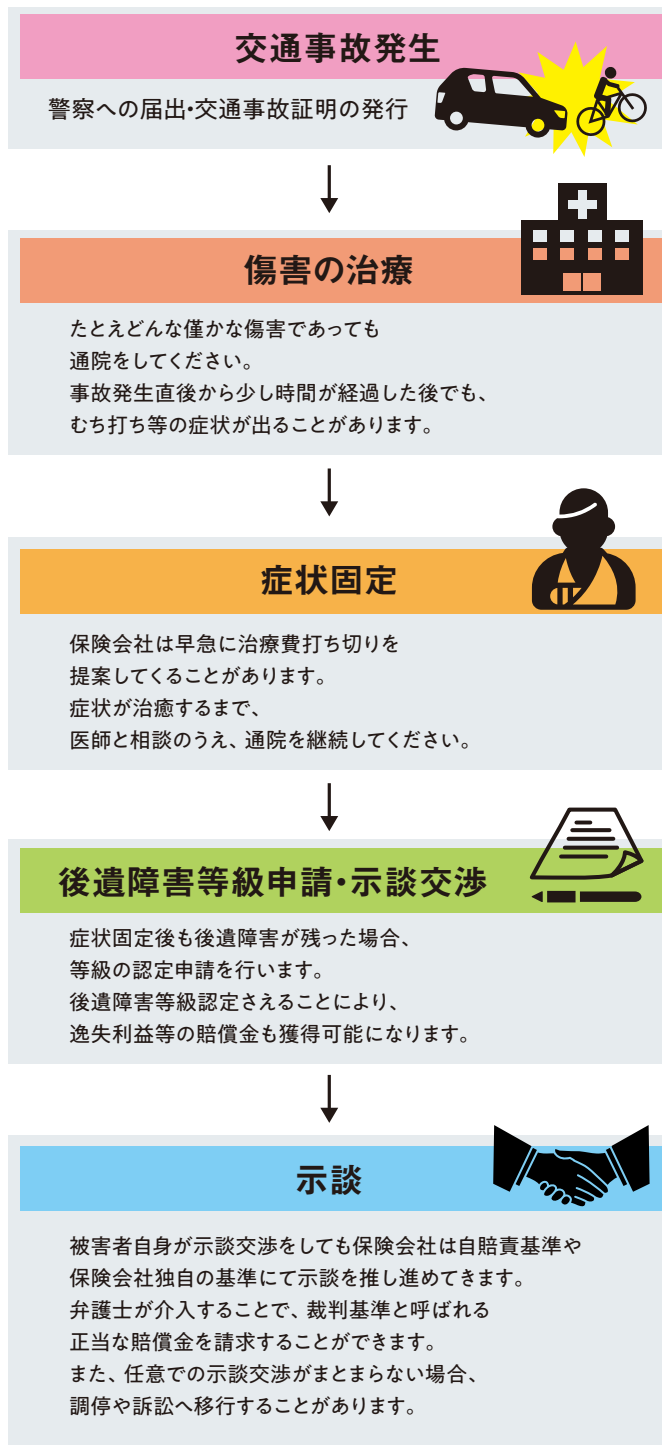 交通事故発生
警察への届出・交通事故証明の発行
傷害の治療
たとえどんな僅かな傷害であっても
通院をしてください。
事故発生直後から少し時間が経過した後でも、
むち打ち等の症状が出ることがあります。
症状固定
保険会社は早急に治療費打ち切りを
提案してくることがあります。
症状が治癒するまで、
医師と相談のうえ、通院を継続してください。
後遺障害等級申請・示談交渉
症状固定後も後遺障害が残った場合、
等級の認定申請を行います。
後遺障害等級認定さえることにより、
逸失利益等の賠償金も獲得可能になります。
示談
被害者自身が示談交渉をしても保険会社は自賠責基準や
保険会社独自の基準にて示談を推し進めてきます。
弁護士が介入することで、裁判基準と呼ばれる
正当な賠償金を請求することができます。
また、任意での示談交渉がまとまらない場合、
調停や訴訟へ移行することがあります。